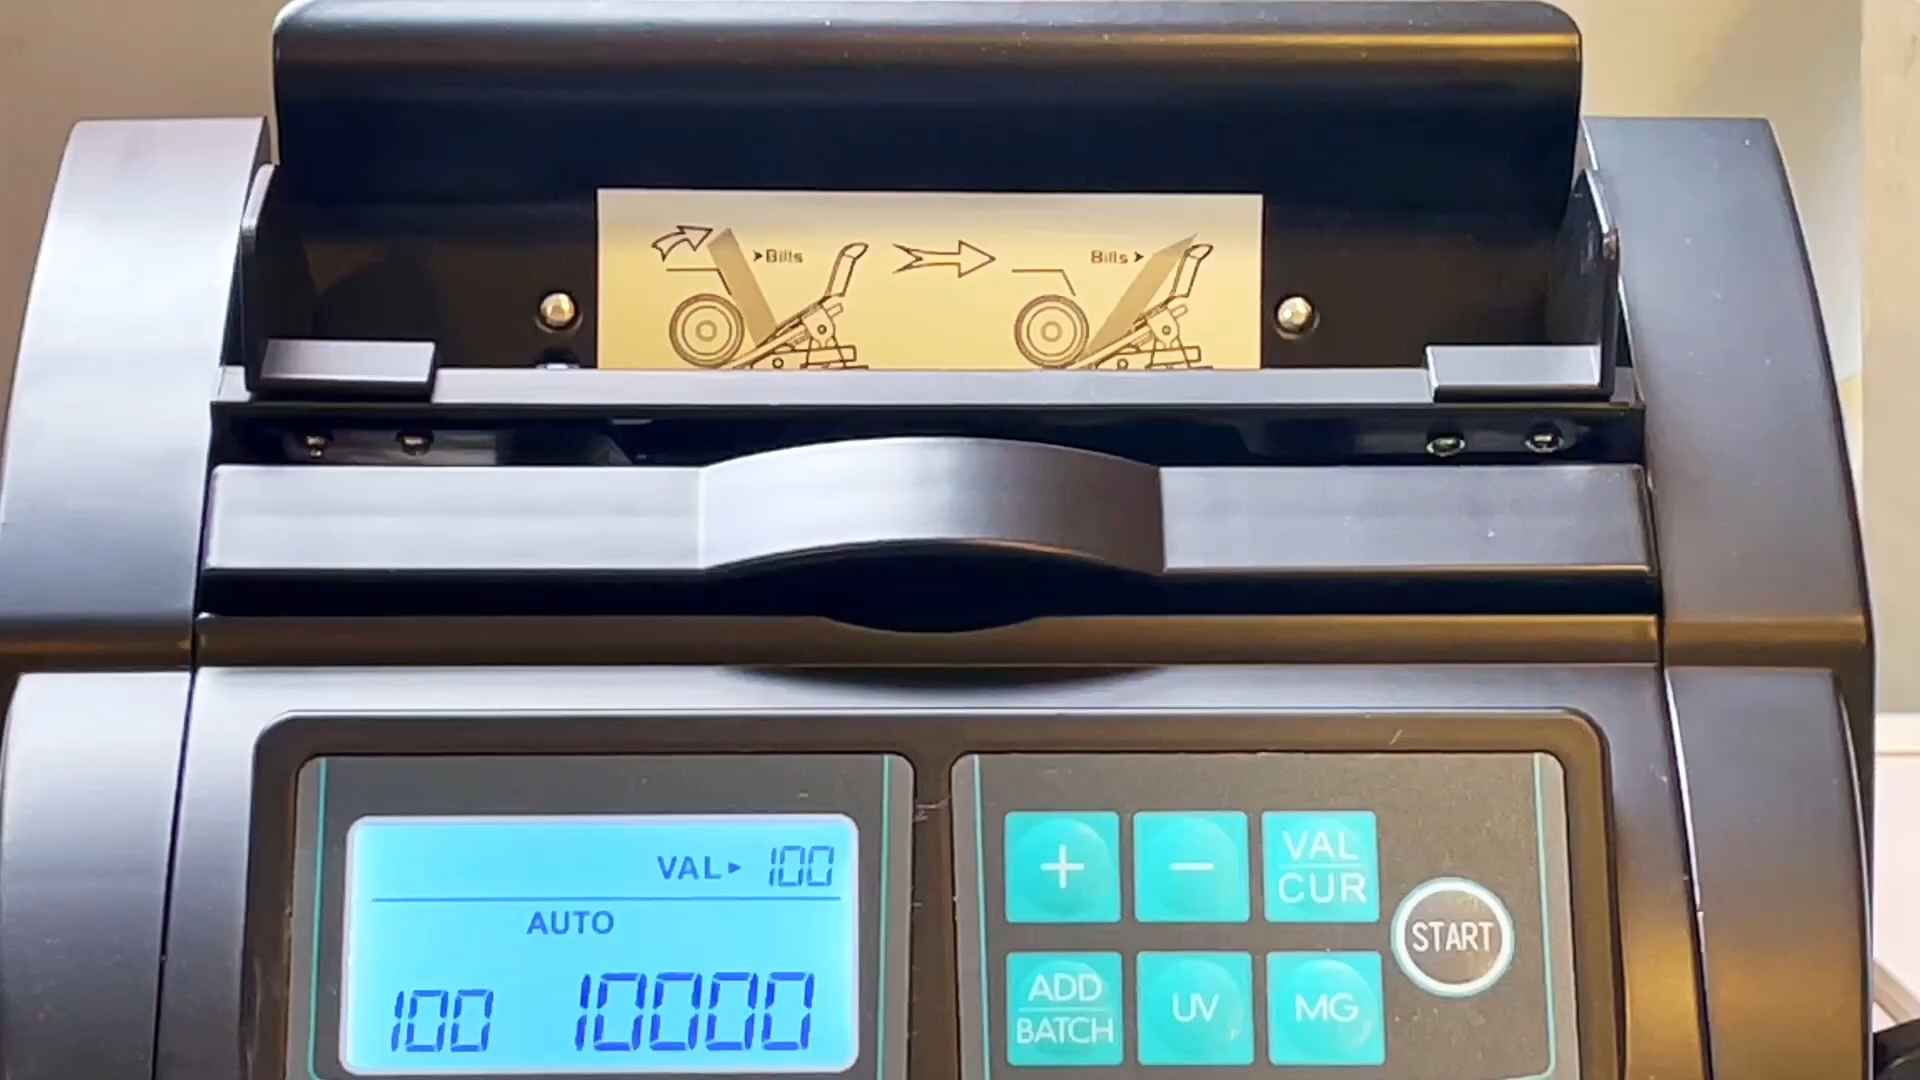 ➤Bills
Bills➤
VAL► 100
AUTO
100 10000
+
−
VAL
CUR
START
ADD
BATCH
UV
MG